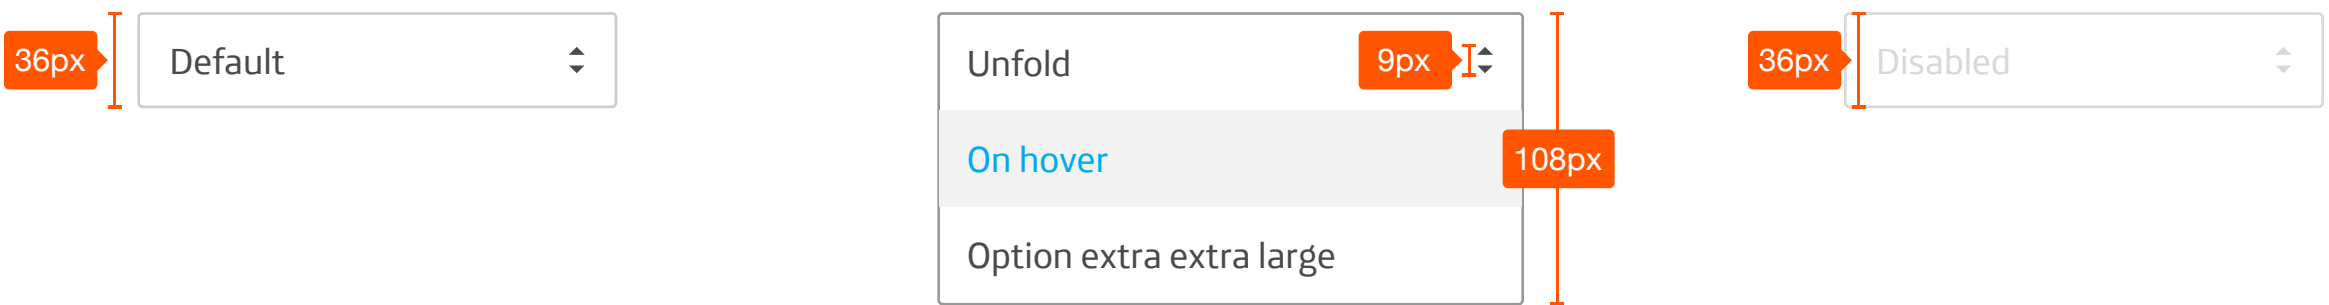 36px
Default
Unfold
9px
On hover
108px
Option extra extra large
36px
Disabled